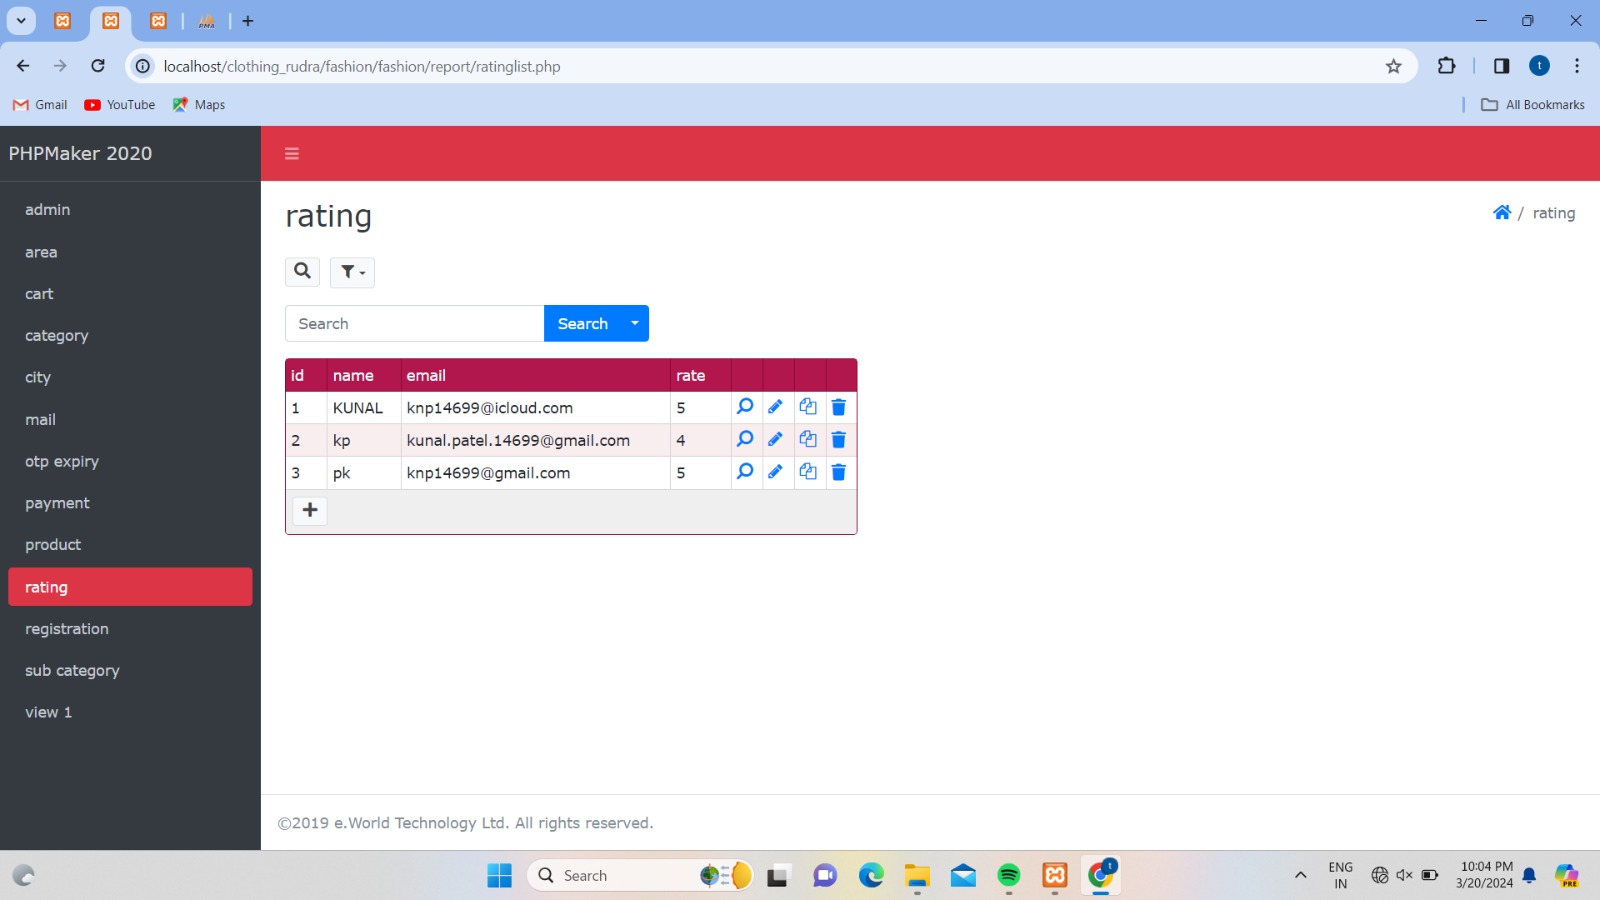 localhost/clothing_rudra/fashion/fashion/report/ratinglist.php
t
Gmail YouTube Maps All Bookmarks
PHPMaker 2020
admin
area
cart
category
city
mail
otp expiry
payment
product
rating
registration
sub category
view 1
rating
/ rating
Search Search
id name email rate
1 KUNAL knp14699@icloud.com 5
2 kp kunal.patel.14699@gmail.com 4
3 pk knp14699@gmail.com 5
©2019 e.World Technology Ltd. All rights reserved.
Search
t
ENG
IN
10:04 PM
3/20/2024
PRE